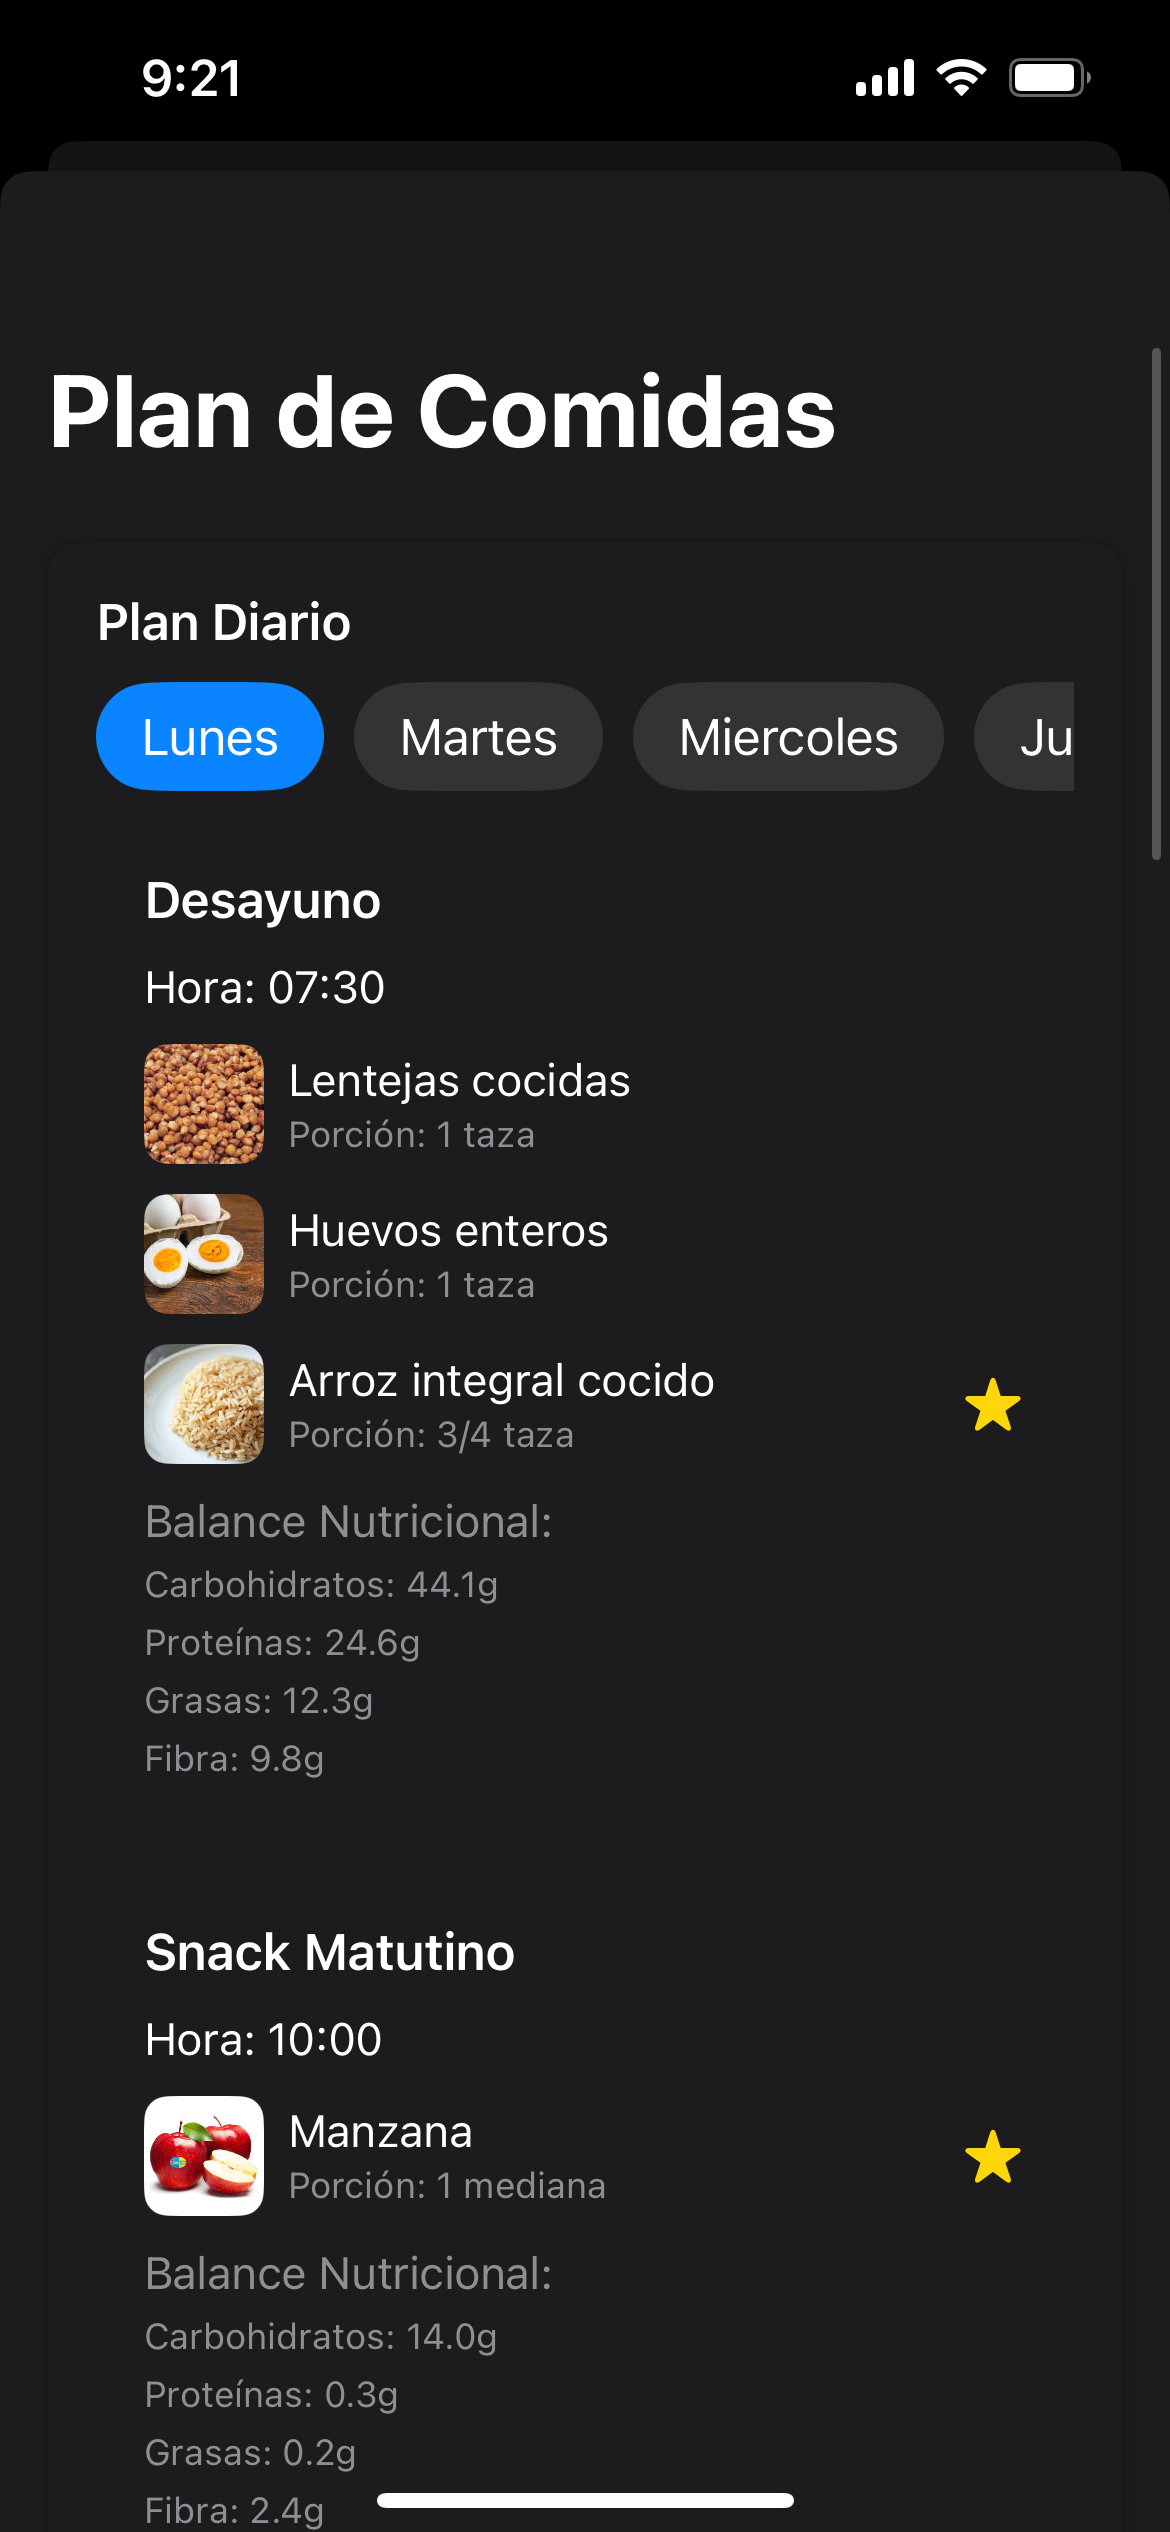 9:21
Plan de Comidas
Plan Diario
Lunes Martes Miercoles Ju
Desayuno
Hora: 07:30
Lentejas cocidas
Porción: 1 taza
Huevos enteros
Porción: 1 taza
Arroz integral cocido
Porción: 3/4 taza
Balance Nutricional:
Carbohidratos: 44.1g
Proteínas: 24.6g
Grasas: 12.3g
Fibra: 9.8g
Snack Matutino
Hora: 10:00
Manzana
Porción: 1 mediana
Balance Nutricional:
Carbohidratos: 14.0g
Proteínas: 0.3g
Grasas: 0.2g
Fibra: 2.4g